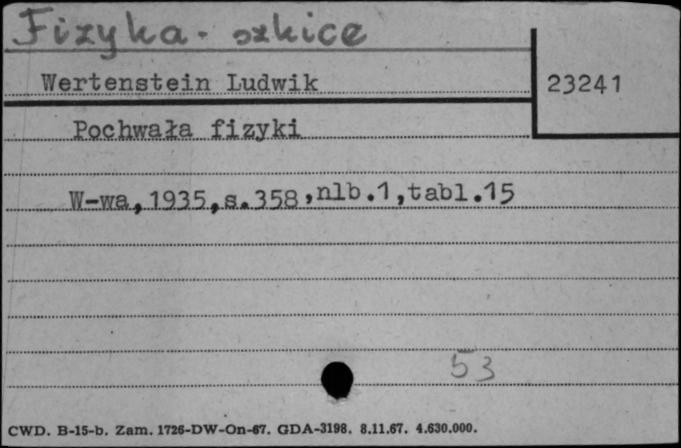 Fizyka - szkice
Wertenstein Ludwik
23241
Pochwała fizyki
W-wa,1935,s.358,nlb.1,tabl.15
53
CWD. B-15-b. Zam. 1726-DW-On-67. GDA-3198. 8.11.67. 4.630.000.